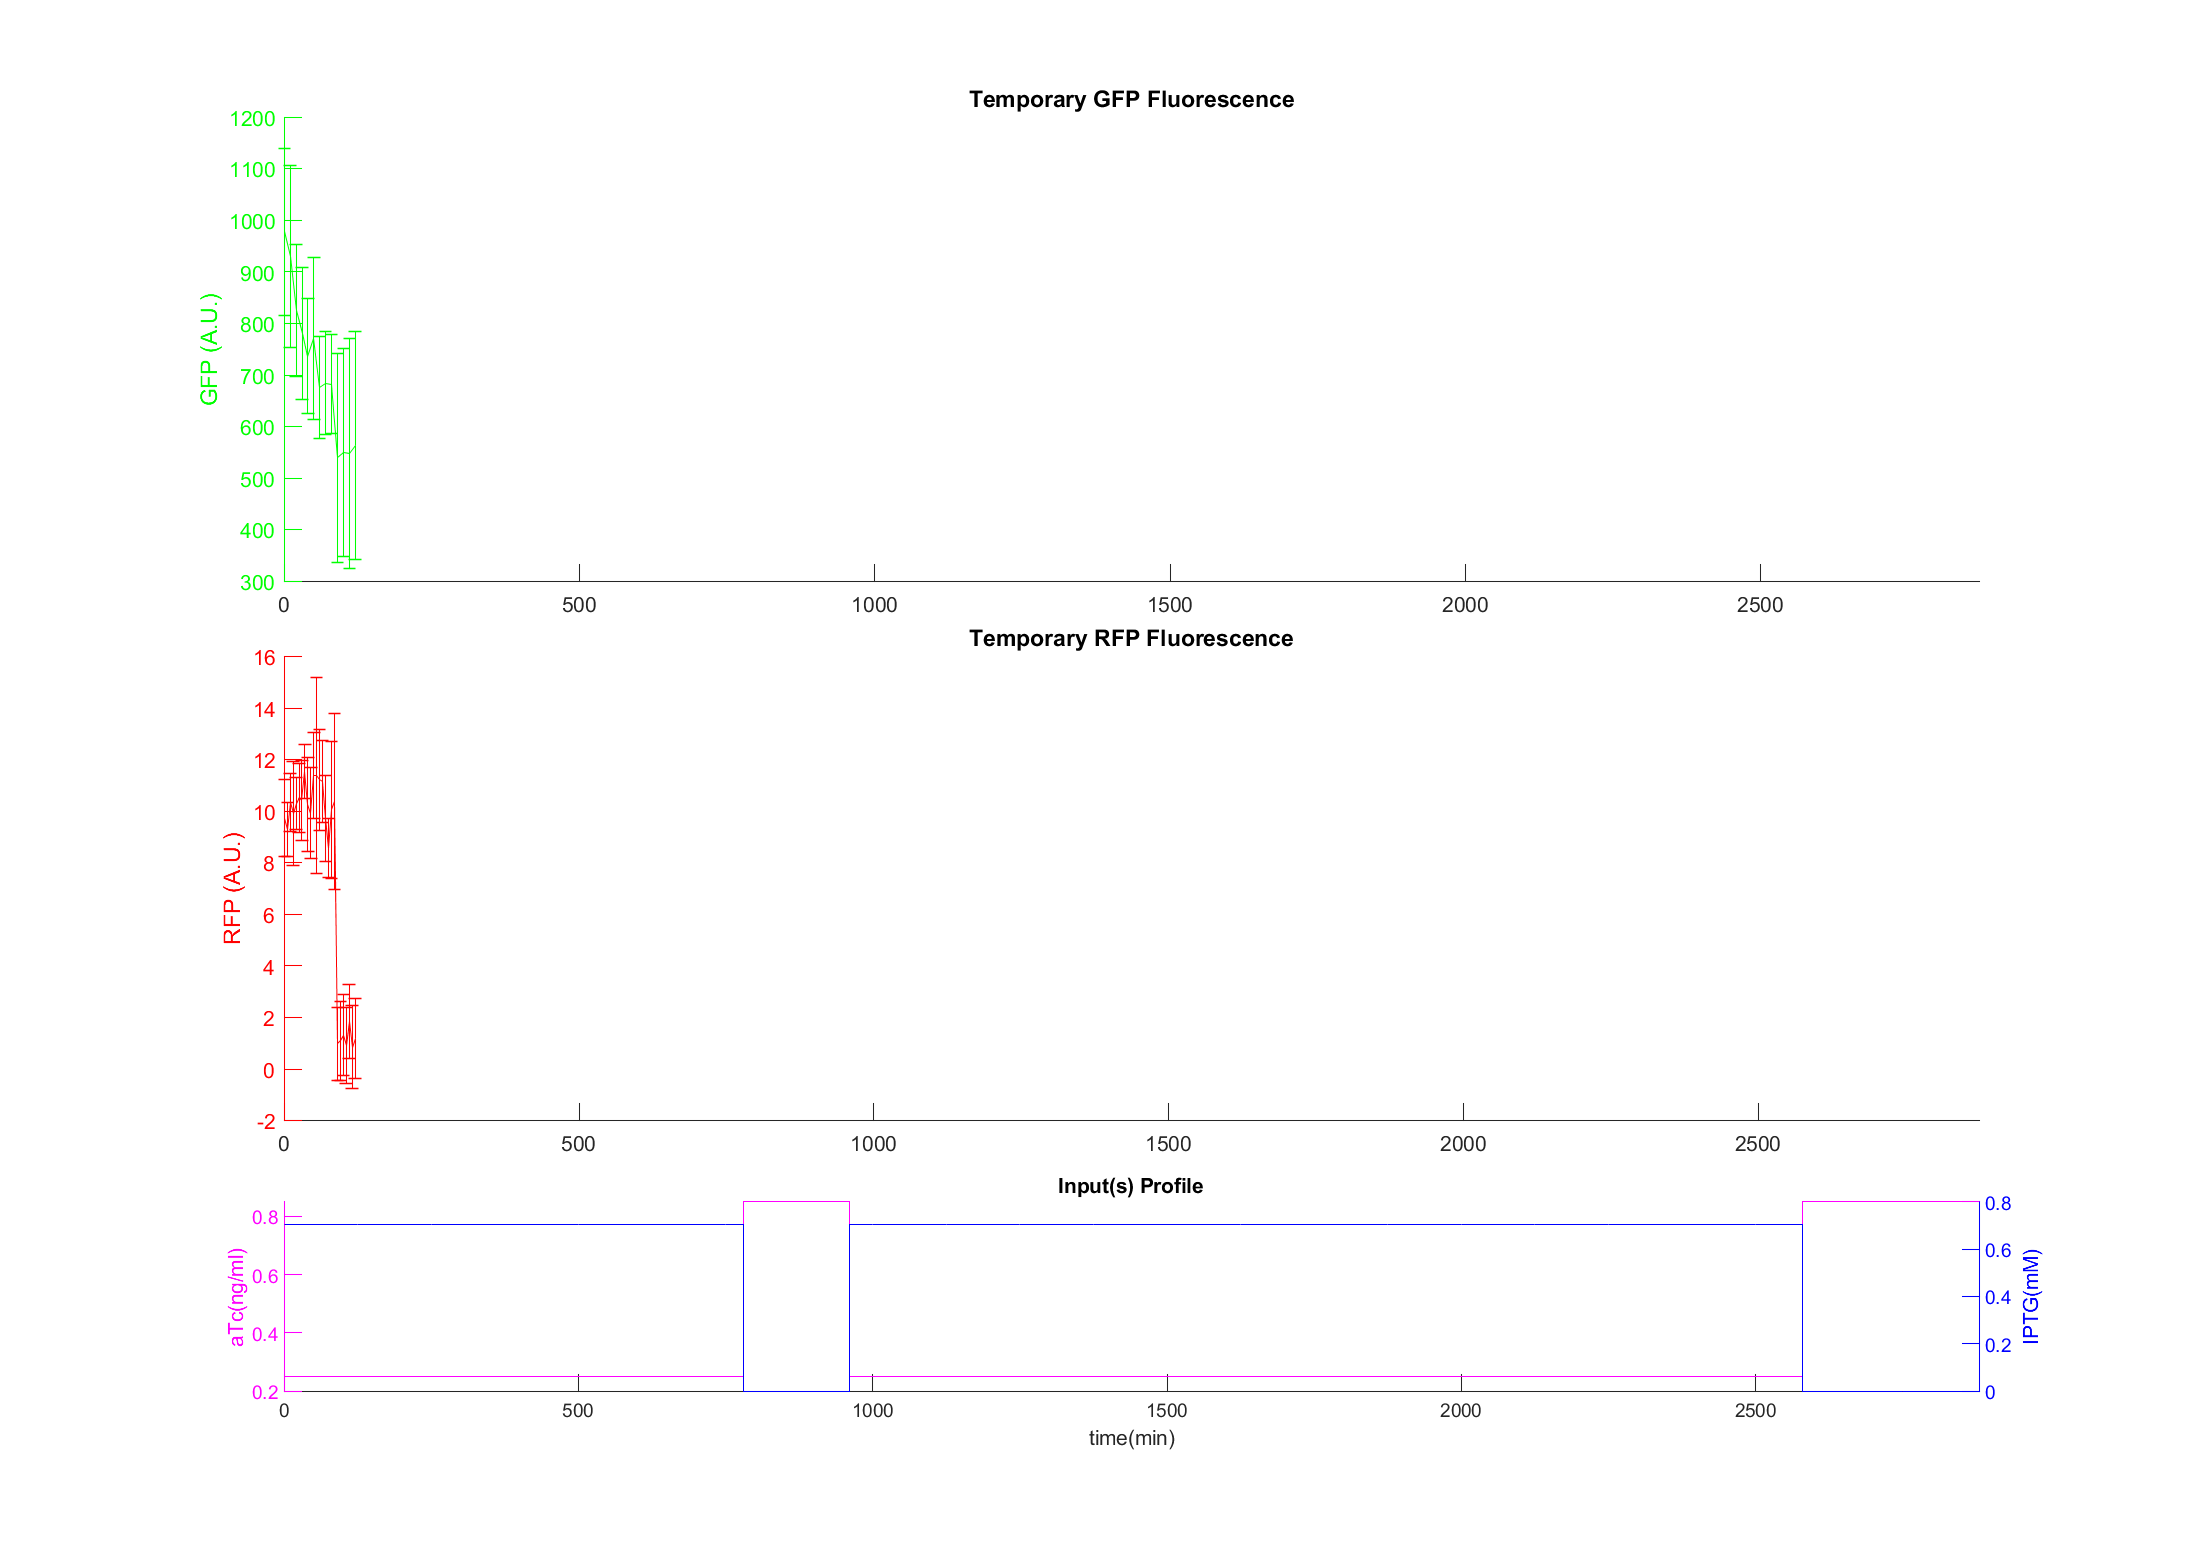 Temporary GFP Fluorescence
1200
1100
1000
900
800
700
600
500
400
300
GFP (A.U.)
0 500 1000 1500 2000 2500
Temporary RFP Fluorescence
16
14
12
10
8
6
4
2
0
-2
RFP (A.U.)
0 500 1000 1500 2000 2500
Input(s) Profile
0.8
0.6
0.4
0.2
aTc(ng/ml)
0.8
0.6
0.4
0.2
0
IPTG(mM)
0 500 1000 1500 2000 2500
time(min)